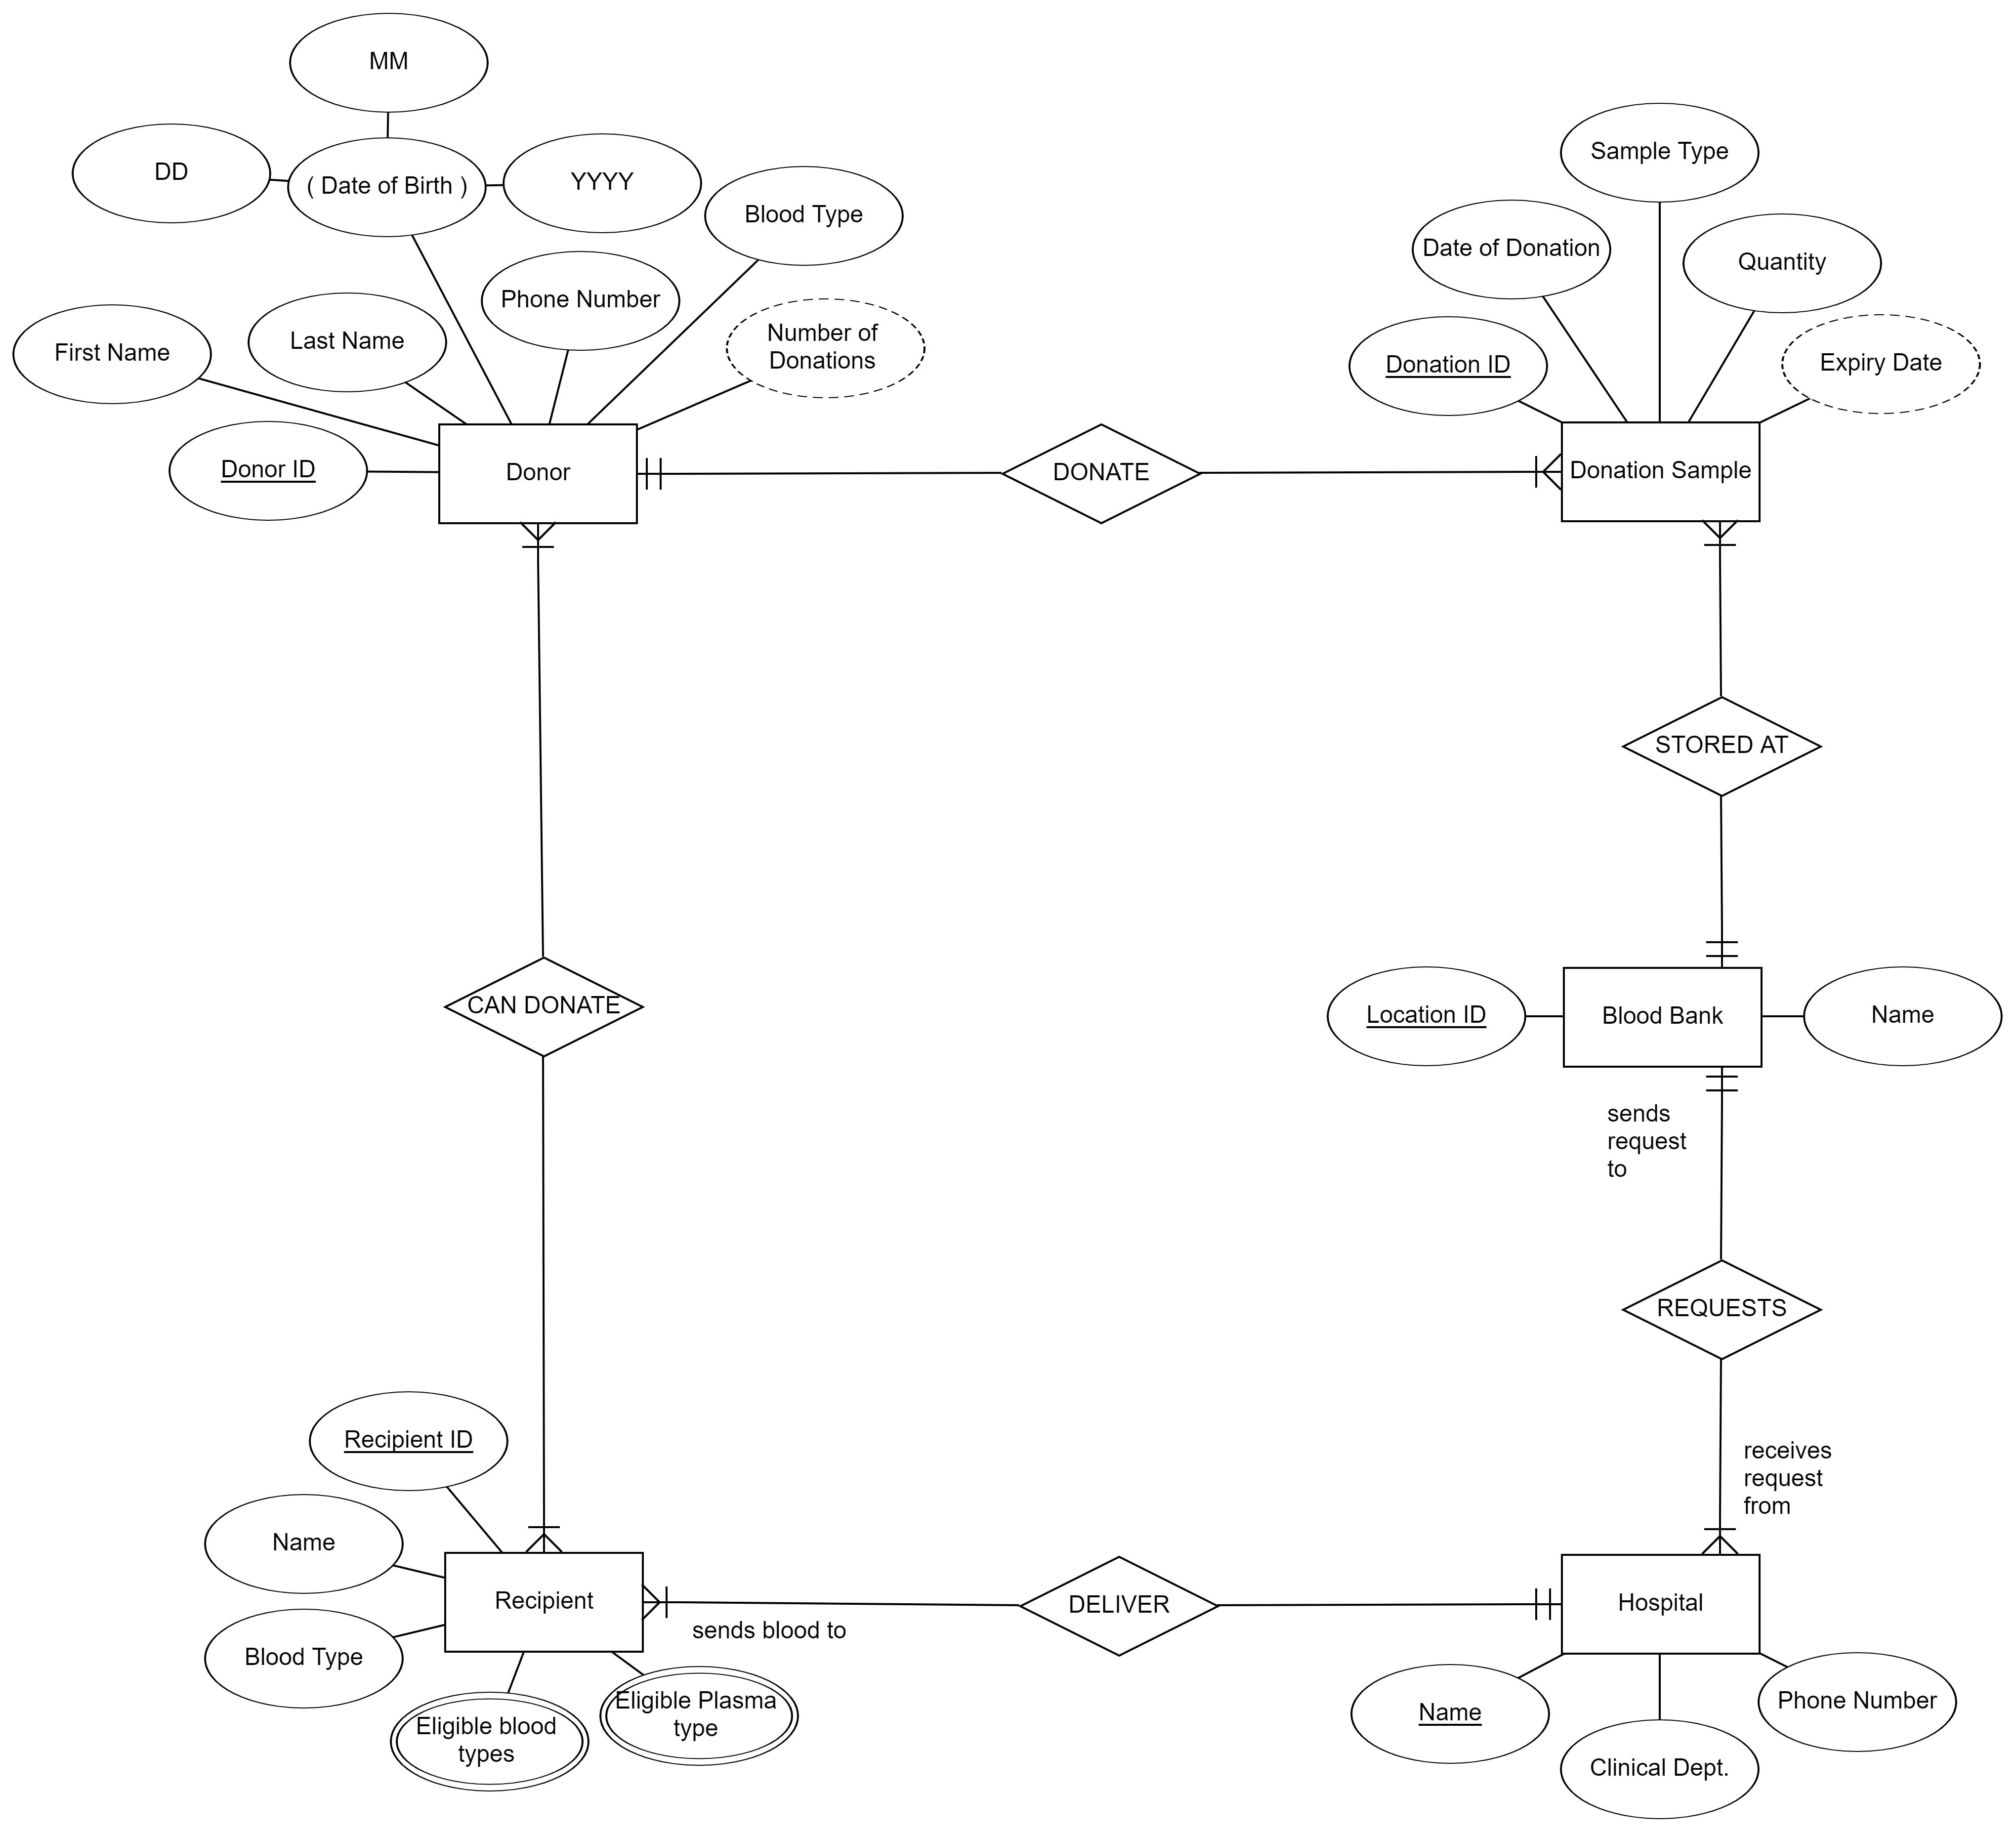 MM
DD
( Date of Birth )
YYYY
Blood Type
Phone Number
Number of
Donations
First Name
Last Name
Donor ID
Donor
DONATE
Sample Type
Date of Donation
Quantity
Donation ID
Expiry Date
Donation Sample
STORED AT
CAN DONATE
Location ID
Blood Bank
Name
sends
request
to
REQUESTS
receives
request
from
Recipient ID
Name
Blood Type
Recipient
sends blood to
DELIVER
Hospital
Eligible blood
types
Eligible Plasma
type
Name
Clinical Dept.
Phone Number